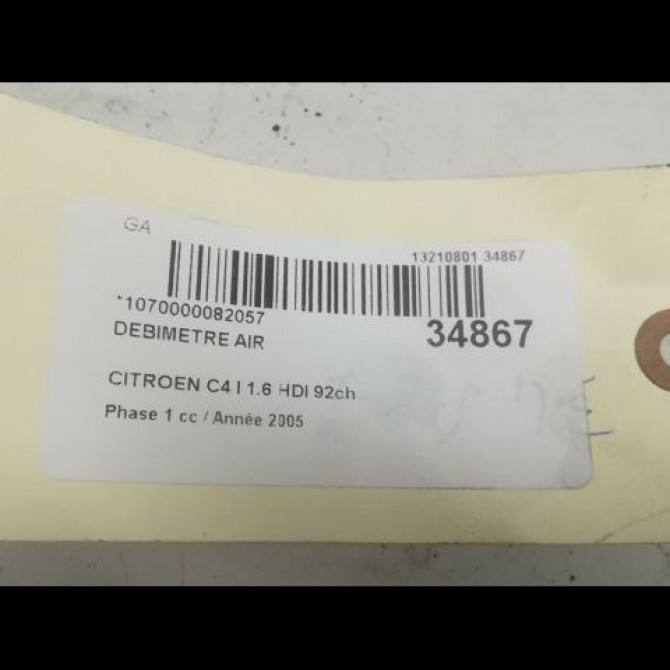 GA
13210801 34867
*1070000082057
34867
DEBIMETRE AIR
CITROEN C4 I 1.6 HDI 92ch
Phase 1 cc / Année 2005